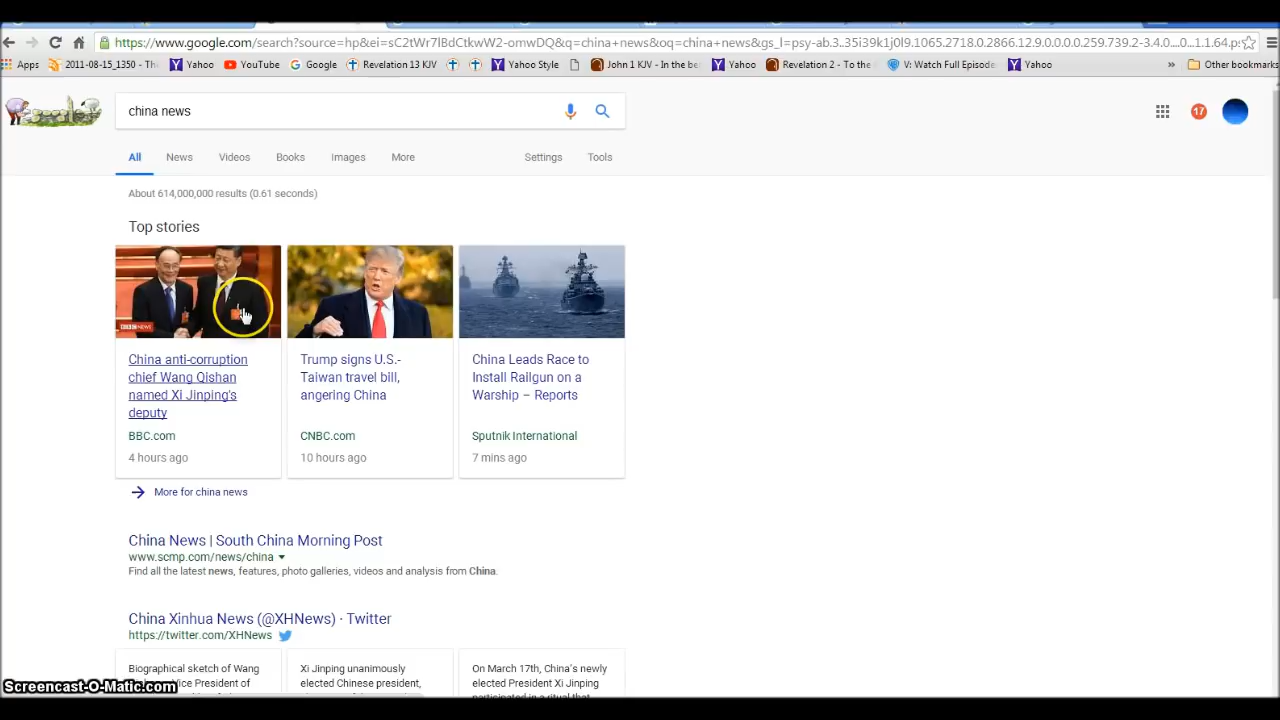 https://www.google.com/search?source=hp&ei=sC2tWr7lBdCtkwW2-omwDQ&q=china+news&oq=china+news&gs_l=psy-ab.3..35i39k1j0l9.1065.2718.0.2866.12.9.0.0.0.0.259.739.2-3.4.0....0...1.1.64.ps
Apps 2011-08-15_1350 - Th Yahoo YouTube Google Revelation 13 KJV Yahoo Style John 1 KJV - In the be Yahoo Revelation 2 - To the V: Watch Full Episode Yahoo » Other bookmarks
china news
17
All News Videos Books Images More Settings Tools
About 614,000,000 results (0.61 seconds)
Top stories
BBC NEWS
China anti-corruption
chief Wang Qishan
named Xi Jinping's
deputy
BBC.com
4 hours ago
Trump signs U.S.-
Taiwan travel bill,
angering China
CNBC.com
10 hours ago
China Leads Race to
Install Railgun on a
Warship – Reports
Sputnik International
7 mins ago
More for china news
China News | South China Morning Post
www.scmp.com/news/china
Find all the latest news, features, photo galleries, videos and analysis from China.
China Xinhua News (@XHNews) · Twitter
https://twitter.com/XHNews
Biographical sketch of Wang
Vice President of
Xi Jinping unanimously
elected Chinese president,
On March 17th, China's newly
elected President Xi Jinping
participated in a ritual that
Screencast-O-Matic.com